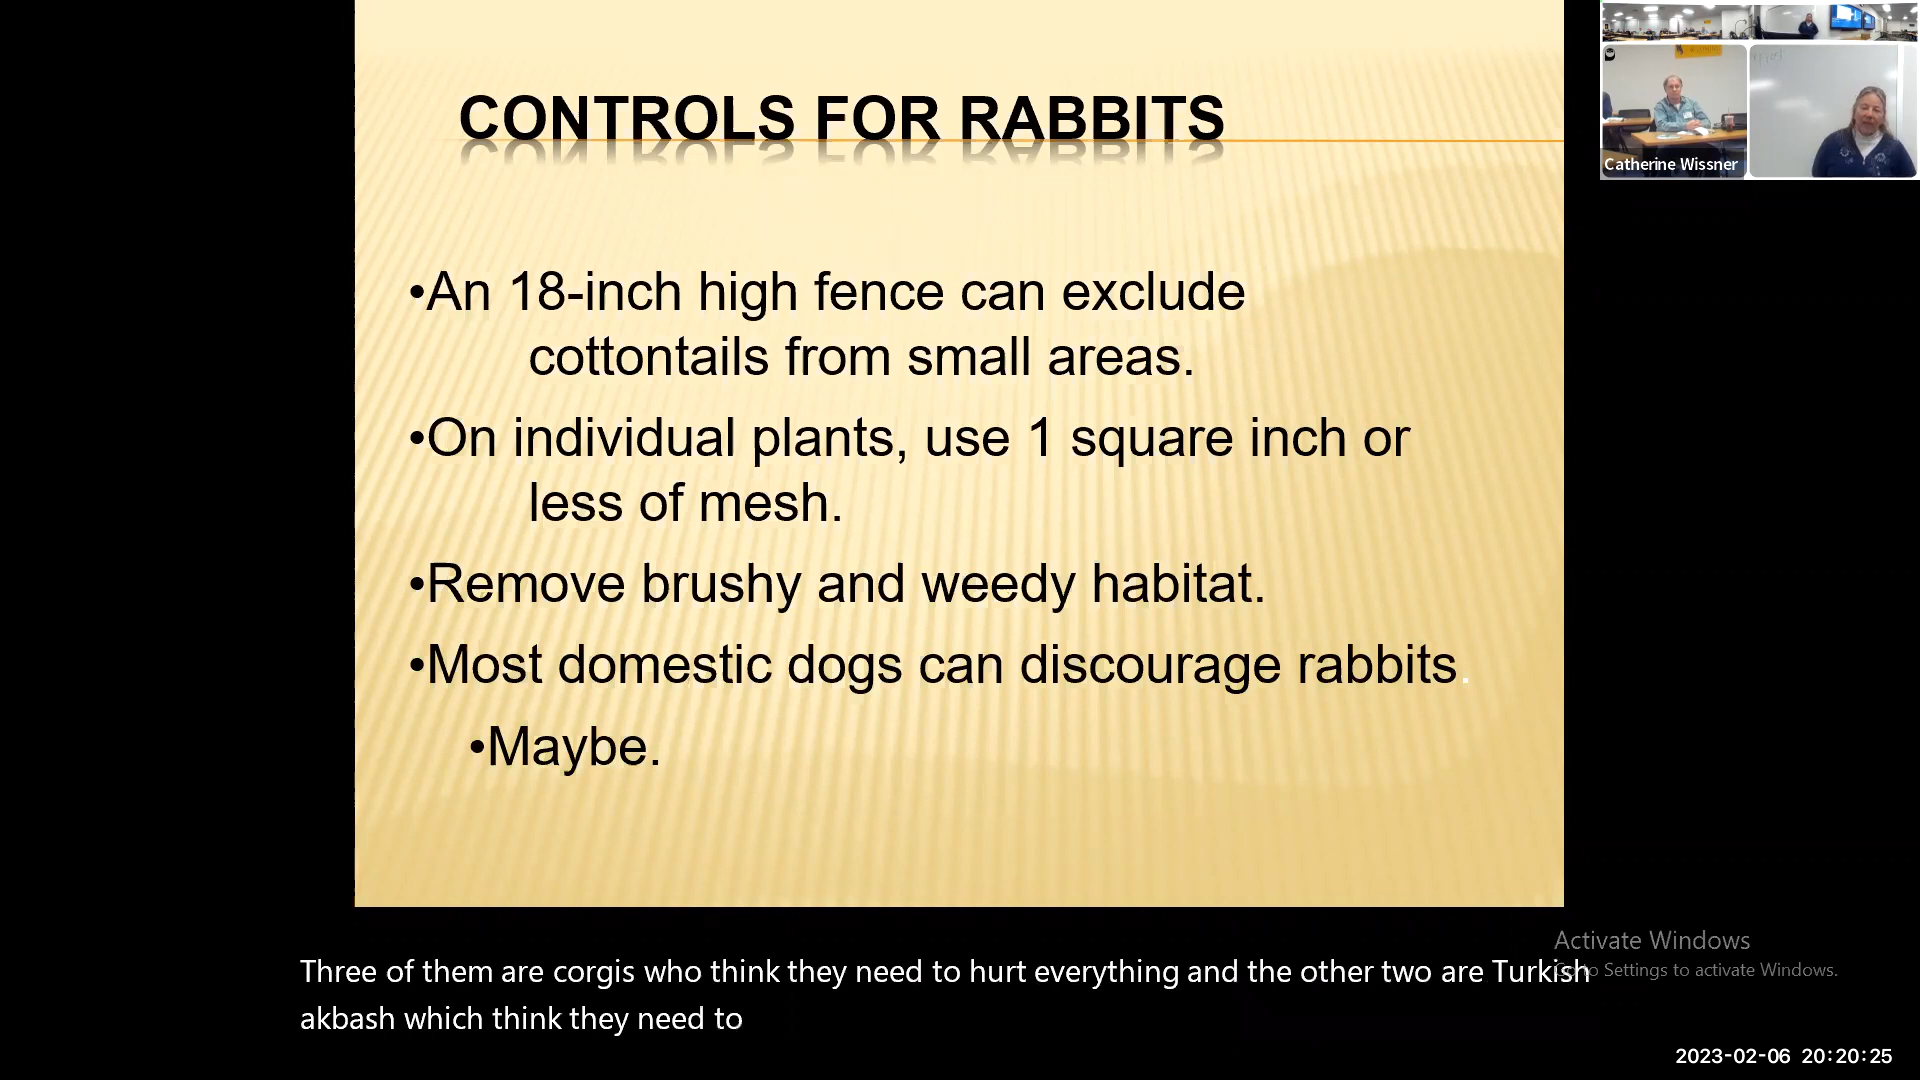 CONTROLS FOR RABBITS
•An 18-inch high fence can exclude
cottontails from small areas.
•On individual plants, use 1 square inch or
less of mesh.
•Remove brushy and weedy habitat.
•Most domestic dogs can discourage rabbits.
•Maybe.
Catherine Wissner
Activate Windows
Go to Settings to activate Windows.
Three of them are corgis who think they need to hurt everything and the other two are Turkish
akbash which think they need to
2023-02-06 20:20:25